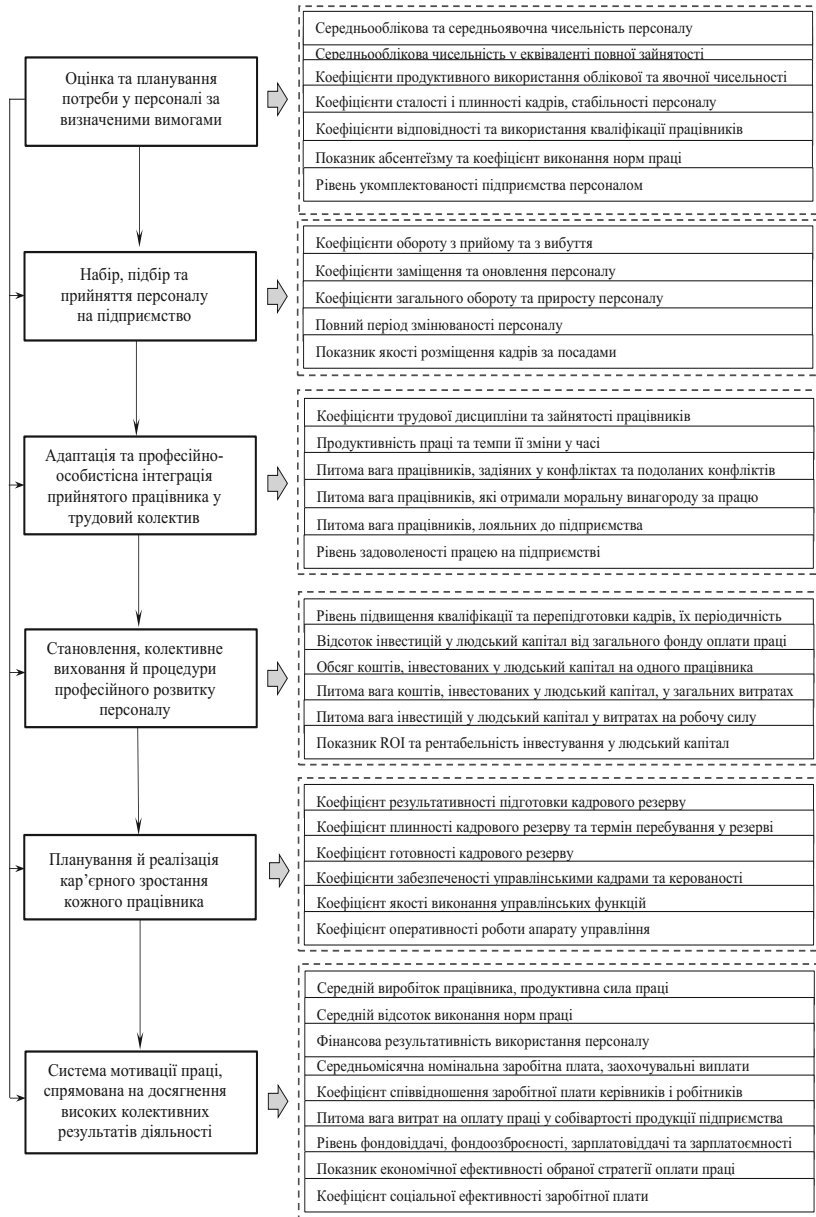 Оцінка та планування
потреби у персоналі за
визначеними вимогами
Середньооблікова та середньоявочна чисельність персоналу
Середньооблікова чисельність у еквіваленті повної зайнятості
Коефіцієнти продуктивного використання облікової та явочної чисельності
Коефіцієнти сталості і плинності кадрів, стабільності персоналу
Коефіцієнти відповідності та використання кваліфікації працівників
Показник абсентеїзму та коефіцієнт виконання норм праці
Рівень укомплектованості підприємства персоналом
Набір, підбір та
прийняття персоналу
на підприємство
Коефіцієнти обороту з прийому та з вибуття
Коефіцієнти заміщення та оновлення персоналу
Коефіцієнти загального обороту та приросту персоналу
Повний період змінюваності персоналу
Показник якості розміщення кадрів за посадами
Адаптація та професійно-
особистісна інтеграція
прийнятого працівника у
трудовий колектив
Коефіцієнти трудової дисципліни та зайнятості працівників
Продуктивність праці та темпи її зміни у часі
Питома вага працівників, задіяних у конфліктах та подоланих конфліктів
Питома вага працівників, які отримали моральну винагороду за працю
Питома вага працівників, лояльних до підприємства
Рівень задоволеності працею на підприємстві
Становлення, колективне
виховання й процедури
професійного розвитку
персоналу
Рівень підвищення кваліфікації та перепідготовки кадрів, їх періодичність
Відсоток інвестицій у людський капітал від загального фонду оплати праці
Обсяг коштів, інвестованих у людський капітал на одного працівника
Питома вага коштів, інвестованих у людський капітал, у загальних витратах
Питома вага інвестицій у людський капітал у витратах на робочу силу
Показник ROI та рентабельність інвестування у людський капітал
Планування й реалізація
кар’єрного зростання
кожного працівника
Коефіцієнт результативності підготовки кадрового резерву
Коефіцієнт плинності кадрового резерву та термін перебування у резерві
Коефіцієнт готовності кадрового резерву
Коефіцієнти забезпеченості управлінськими кадрами та керованості
Коефіцієнт якості виконання управлінських функцій
Коефіцієнт оперативності роботи апарату управління
Система мотивації праці,
спрямована на досягнення
високих колективних
результатів діяльності
Середній виробіток працівника, продуктивна сила праці
Середній відсоток виконання норм праці
Фінансова результативність використання персоналу
Середньомісячна номінальна заробітна плата, заохочувальні виплати
Коефіцієнт співвідношення заробітної плати керівників і робітників
Питома вага витрат на оплату праці у собівартості продукції підприємства
Рівень фондовіддачі, фондоозброєності, зарплатовіддачі та зарплатоємності
Показник економічної ефективності обраної стратегії оплати праці
Коефіцієнт соціальної ефективності заробітної плати